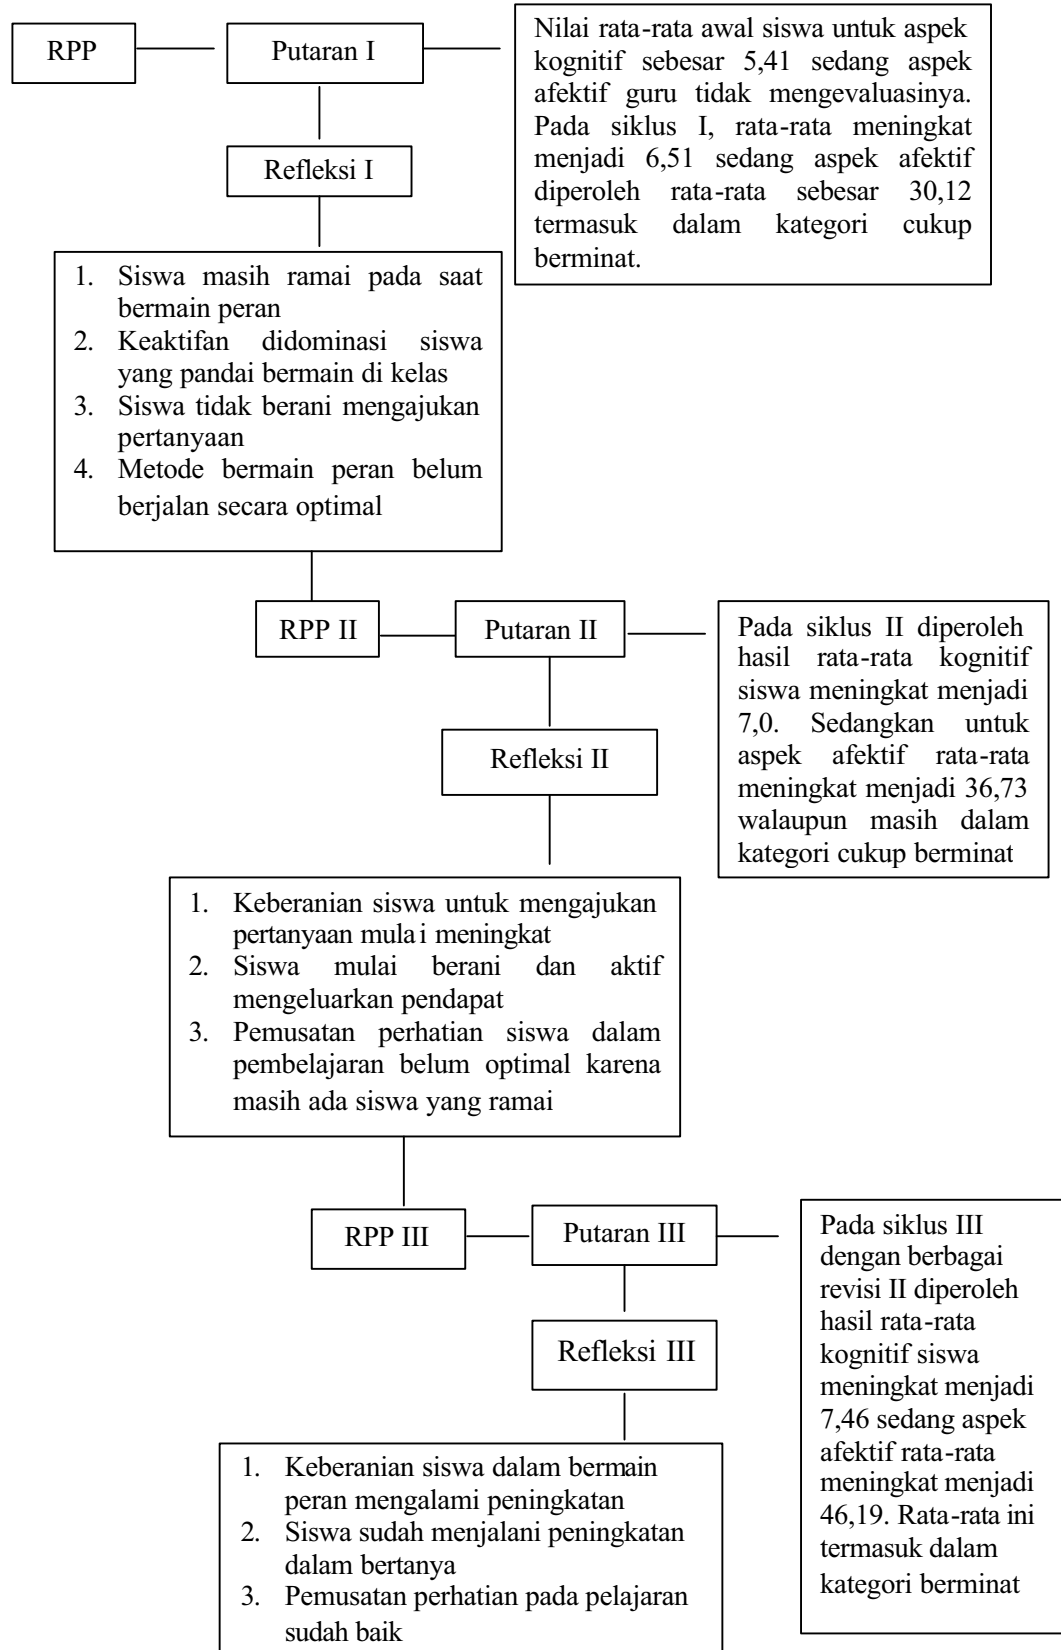 RPP
Putaran I
Nilai rata-rata awal siswa untuk aspek
kognitif sebesar 5,41 sedang aspek
afektif guru tidak mengevaluasinya.
Pada siklus I, rata-rata meningkat
menjadi 6,51 sedang aspek afektif
diperoleh rata-rata sebesar 30,12
termasuk dalam kategori cukup
berminat.
Refleksi I
1. Siswa masih ramai pada saat
bermain peran
2. Keaktifan didominasi siswa
yang pandai bermain di kelas
3. Siswa tidak berani mengajukan
pertanyaan
4. Metode bermain peran belum
berjalan secara optimal
RPP II
Putaran II
Pada siklus II diperoleh
hasil rata-rata kognitif
siswa meningkat menjadi
7,0. Sedangkan untuk
aspek afektif rata-rata
meningkat menjadi 36,73
walaupun masih dalam
kategori cukup berminat
Refleksi II
1. Keberanian siswa untuk mengajukan
pertanyaan mulai meningkat
2. Siswa mulai berani dan aktif
mengeluarkan pendapat
3. Pemusatan perhatian siswa dalam
pembelajaran belum optimal karena
masih ada siswa yang ramai
RPP III
Putaran III
Pada siklus III
dengan berbagai
revisi II diperoleh
hasil rata-rata
kognitif siswa
meningkat menjadi
7,46 sedang aspek
afektif rata-rata
meningkat menjadi
46,19. Rata-rata ini
termasuk dalam
kategori berminat
Refleksi III
1. Keberanian siswa dalam bermain
peran mengalami peningkatan
2. Siswa sudah menjalani peningkatan
dalam bertanya
3. Pemusatan perhatian pada pelajaran
sudah baik